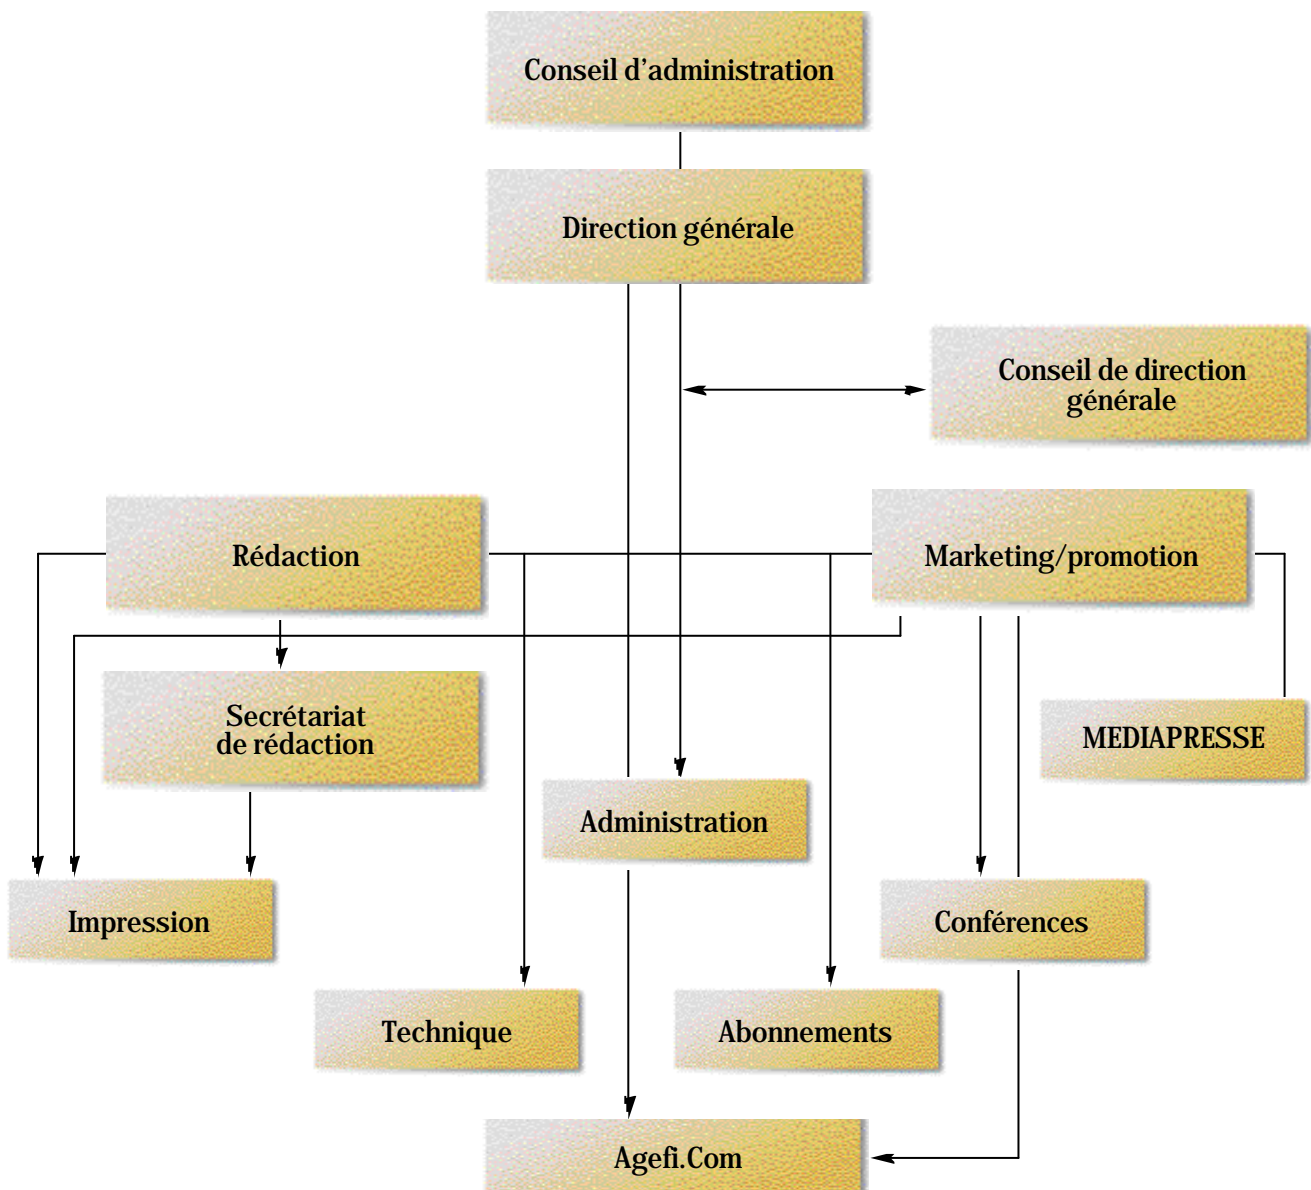 Conseil d’administration
Direction générale
Conseil de direction
générale
Rédaction
Marketing/promotion
Secrétariat
de rédaction
MEDIAPRESSE
Administration
Impression
Conférences
Technique
Abonnements
Agefi.Com